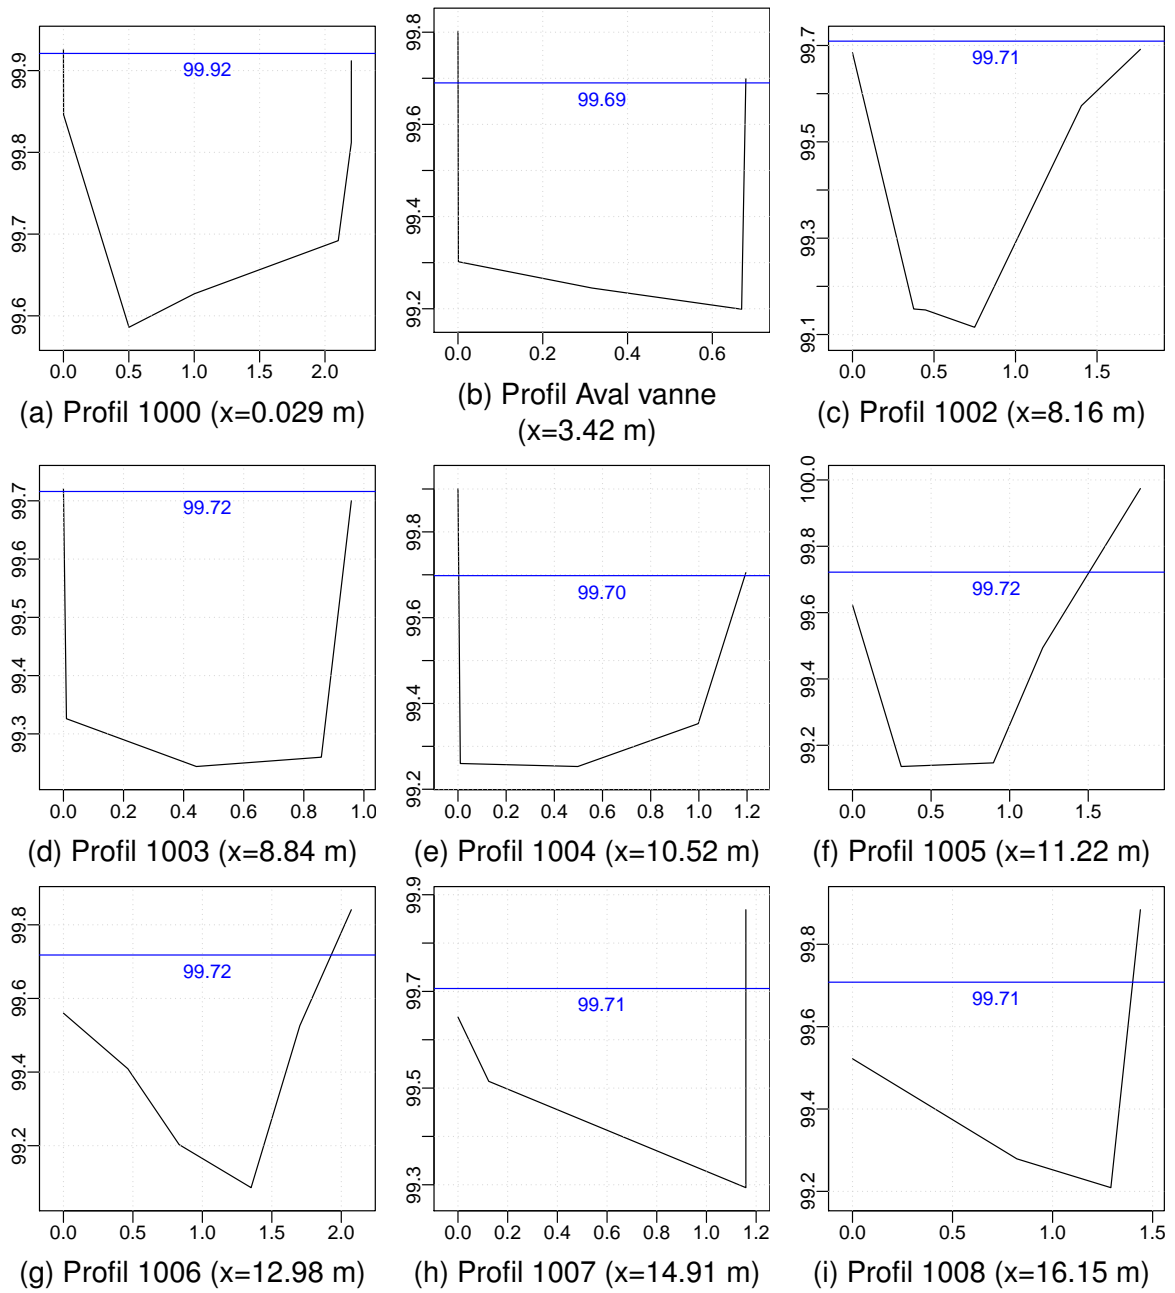 99.9
99.8
99.7
99.6
99.92
0.0 0.5 1.0 1.5 2.0
(a) Profil 1000 (x=0.029 m)
99.8
99.6
99.4
99.2
99.69
0.0 0.2 0.4 0.6
(b) Profil Aval vanne
(x=3.42 m)
99.7
99.5
99.3
99.1
99.71
0.0 0.5 1.0 1.5
(c) Profil 1002 (x=8.16 m)
99.7
99.6
99.5
99.4
99.3
99.72
0.0 0.2 0.4 0.6 0.8 1.0
(d) Profil 1003 (x=8.84 m)
99.8
99.6
99.4
99.2
99.70
0.0 0.2 0.4 0.6 0.8 1.0 1.2
(e) Profil 1004 (x=10.52 m)
100.0
99.8
99.6
99.4
99.2
99.72
0.0 0.5 1.0 1.5
(f) Profil 1005 (x=11.22 m)
99.8
99.6
99.4
99.2
99.72
0.0 0.5 1.0 1.5 2.0
(g) Profil 1006 (x=12.98 m)
99.9
99.7
99.5
99.3
99.71
0.0 0.2 0.4 0.6 0.8 1.0 1.2
(h) Profil 1007 (x=14.91 m)
99.8
99.6
99.4
99.2
99.71
0.0 0.5 1.0 1.5
(i) Profil 1008 (x=16.15 m)